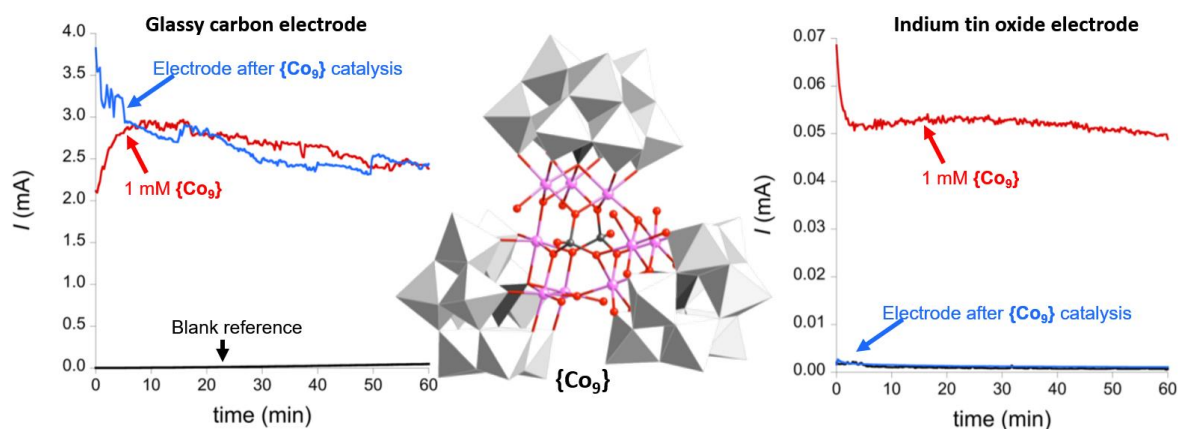 Glassy carbon electrode
4.0
3.5
3.0
2.5
2.0
1.5
1.0
0.5
0.0
I (mA)
Electrode after {Co₉} catalysis
1 mM {Co₉}
Blank reference
0 10 20 30 40 50 60
time (min)
{Co₉}
Indium tin oxide electrode
0.07
0.06
0.05
0.04
0.03
0.02
0.01
0.00
I (mA)
1 mM {Co₉}
Electrode after {Co₉} catalysis
0 10 20 30 40 50 60
time (min)